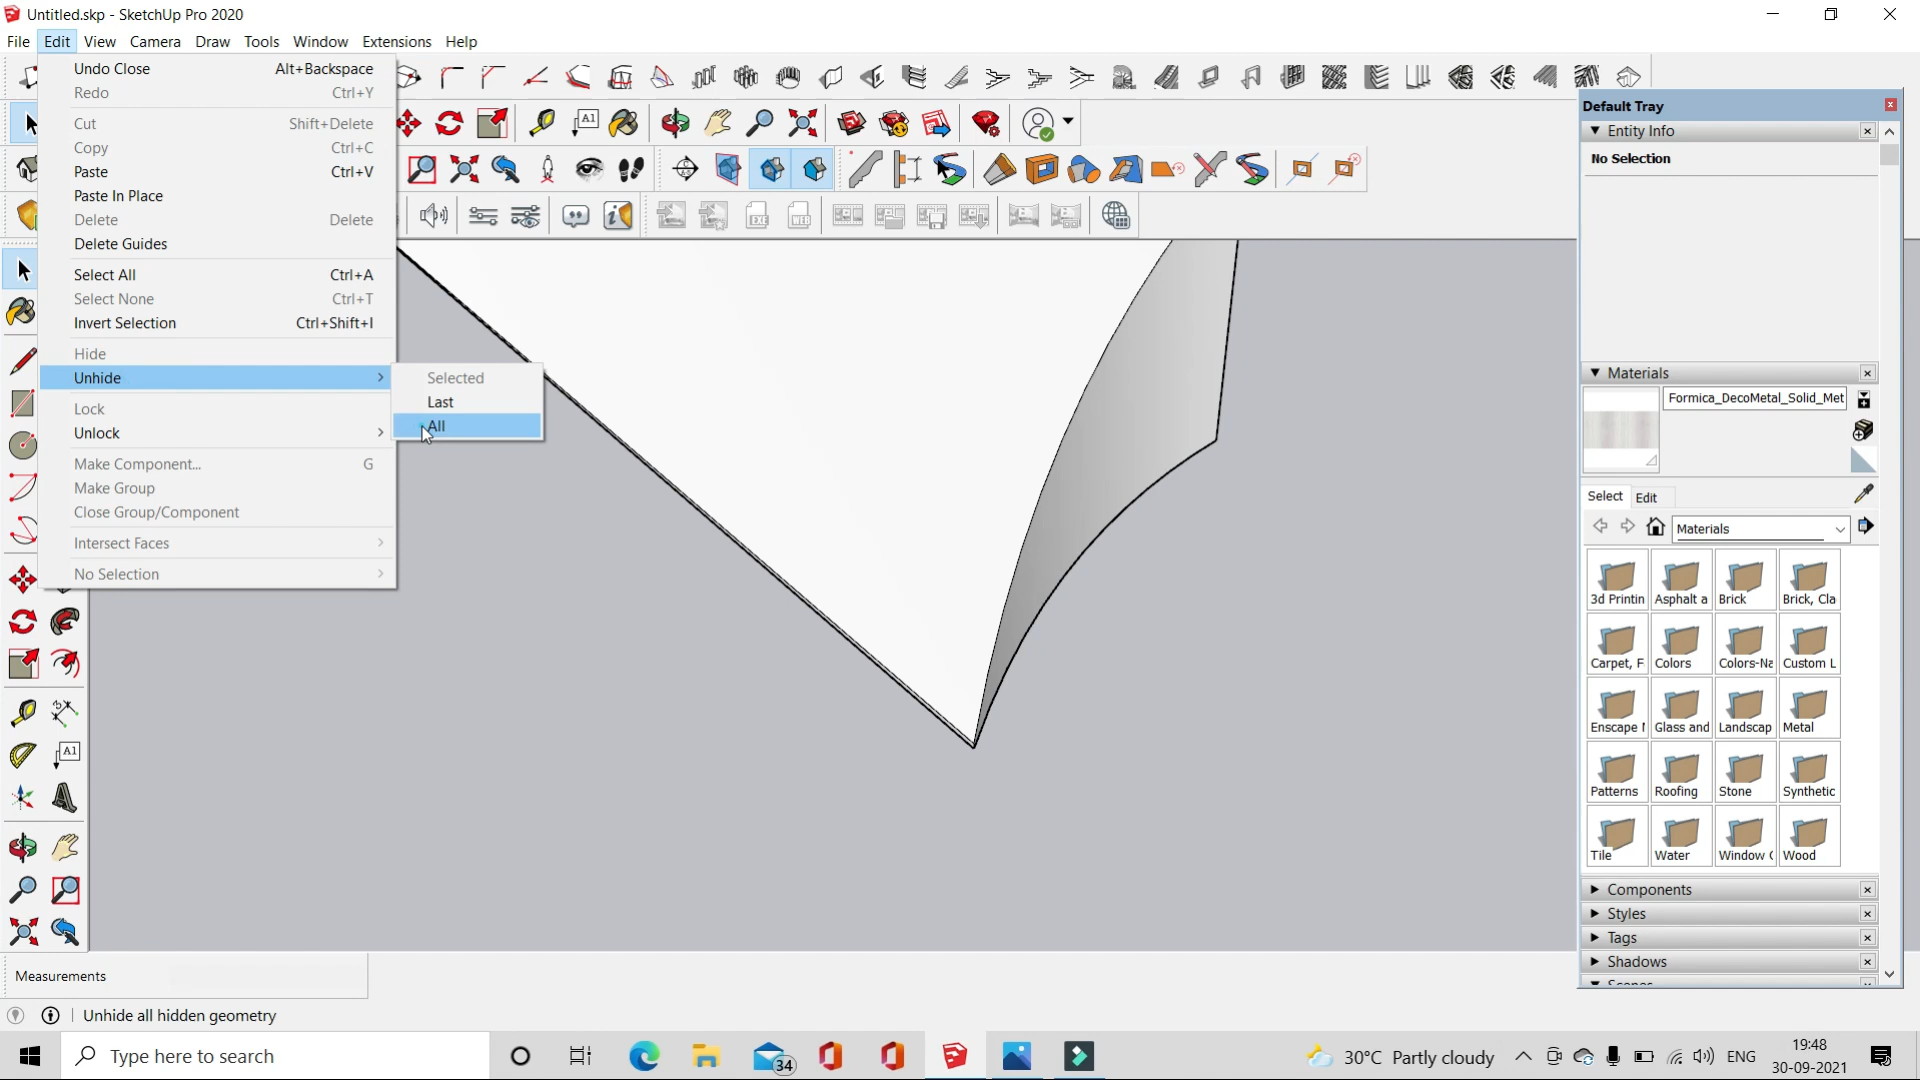 Untitled.skp - SketchUp Pro 2020
File Edit View Camera Draw Tools Window Extensions Help
Undo Close Alt+Backspace
Redo Ctrl+Y
Cut Shift+Delete
Copy Ctrl+C
Paste Ctrl+V
Paste In Place
Delete Delete
Delete Guides
Select All Ctrl+A
Select None Ctrl+T
Invert Selection Ctrl+Shift+I
Hide
Unhide
Selected
Last
All
Lock
Unlock
Make Component... G
Make Group
Close Group/Component
Intersect Faces
No Selection
A1
EXE
WEB
A1
Default Tray
Entity Info
No Selection
Materials
Formica_DecoMetal_Solid_Met
Select Edit
Materials
3d Printin Asphalt a Brick Brick, Cla
Carpet, F Colors Colors-Na Custom L
Enscape Glass and Landscap Metal
Patterns Roofing Stone Synthetic
Tile Water Window Wood
Components
Styles
Tags
Shadows
Measurements
Unhide all hidden geometry
Type here to search
34
30°C Partly cloudy
ENG
19:48
30-09-2021